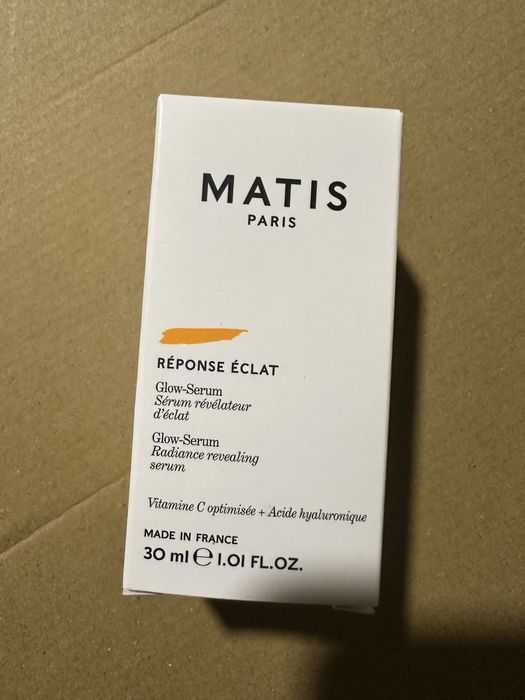 MATIS
PARIS
RÉPONSE ÉCLAT
Glow-Serum
Sérum révélateur
d'éclat
Glow-Serum
Radiance revealing
serum
Vitamine C optimisée + Acide hyaluronique
MADE IN FRANCE
30 ml ℮ 1.01 FL.OZ.